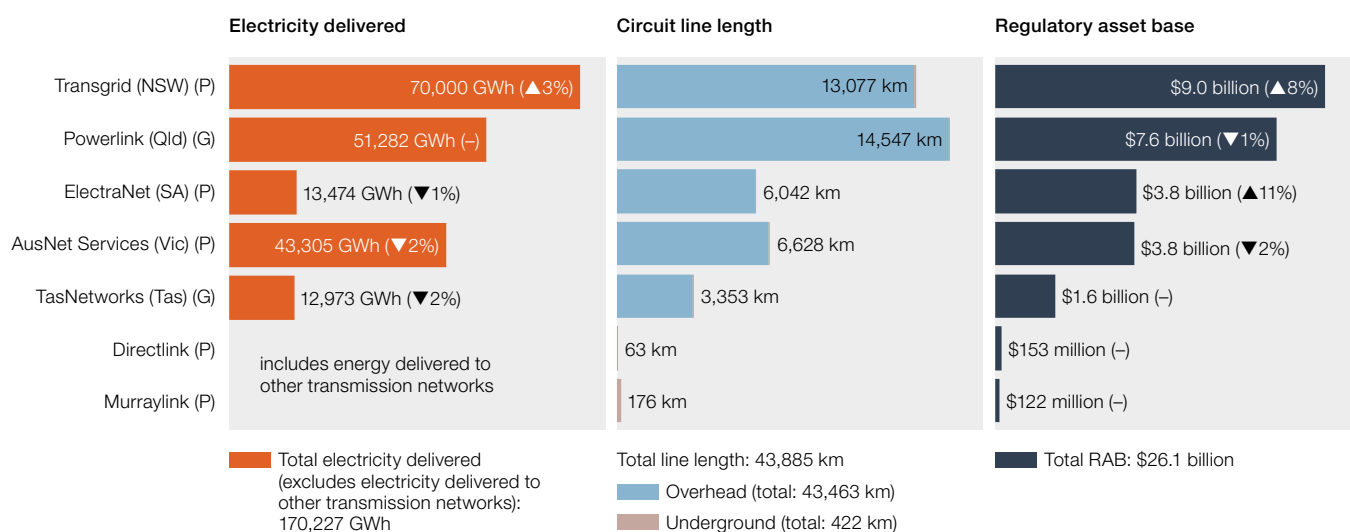 Electricity delivered
Circuit line length
Regulatory asset base
Transgrid (NSW) (P)
70,000 GWh (▲3%)
13,077 km
$9.0 billion (▲8%)
Powerlink (Qld) (G)
51,282 GWh (–)
14,547 km
$7.6 billion (▼1%)
ElectraNet (SA) (P)
13,474 GWh (▼1%)
6,042 km
$3.8 billion (▲11%)
AusNet Services (Vic) (P)
43,305 GWh (▼2%)
6,628 km
$3.8 billion (▼2%)
TasNetworks (Tas) (G)
12,973 GWh (▼2%)
3,353 km
$1.6 billion (–)
Directlink (P)
63 km
$153 million (–)
Murraylink (P)
176 km
$122 million (–)
includes energy delivered to
other transmission networks
Total electricity delivered
(excludes electricity delivered to
other transmission networks):
170,227 GWh
Total line length: 43,885 km
Overhead (total: 43,463 km)
Underground (total: 422 km)
Total RAB: $26.1 billion